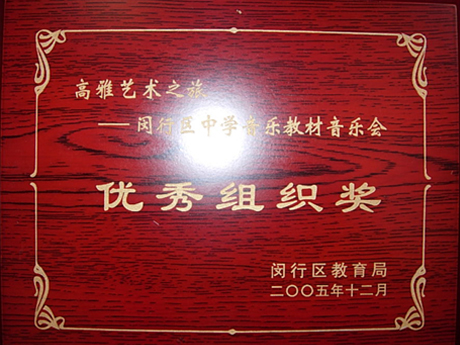 高雅艺术之旅
——闵行区中学音乐教材音乐会
优秀组织奖
闵行区教育局
二〇〇五年十二月